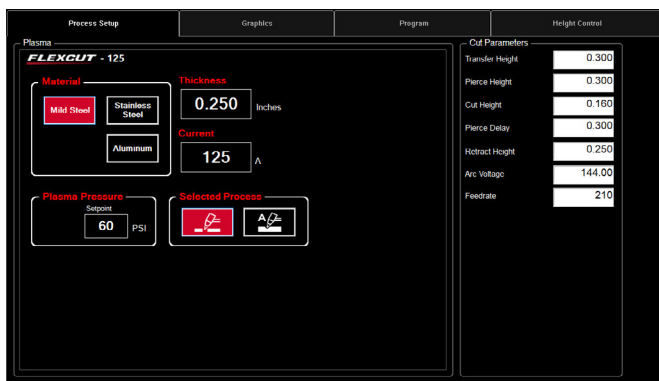 Process Setup
Graphics
Program
Height Control
Plasma
FLEXCUT - 125
Material
Mild Steel
Stainless
Steel
Aluminum
Thickness
0.250 Inches
Current
125 A
Plasma Pressure
Setpoint
60 PSI
Selected Process
A
Cut Parameters
Transfer Height 0.300
Pierce Height 0.300
Cut Height 0.160
Pierce Delay 0.300
Retract Height 0.250
Arc Voltage 144.00
Feedrate 210